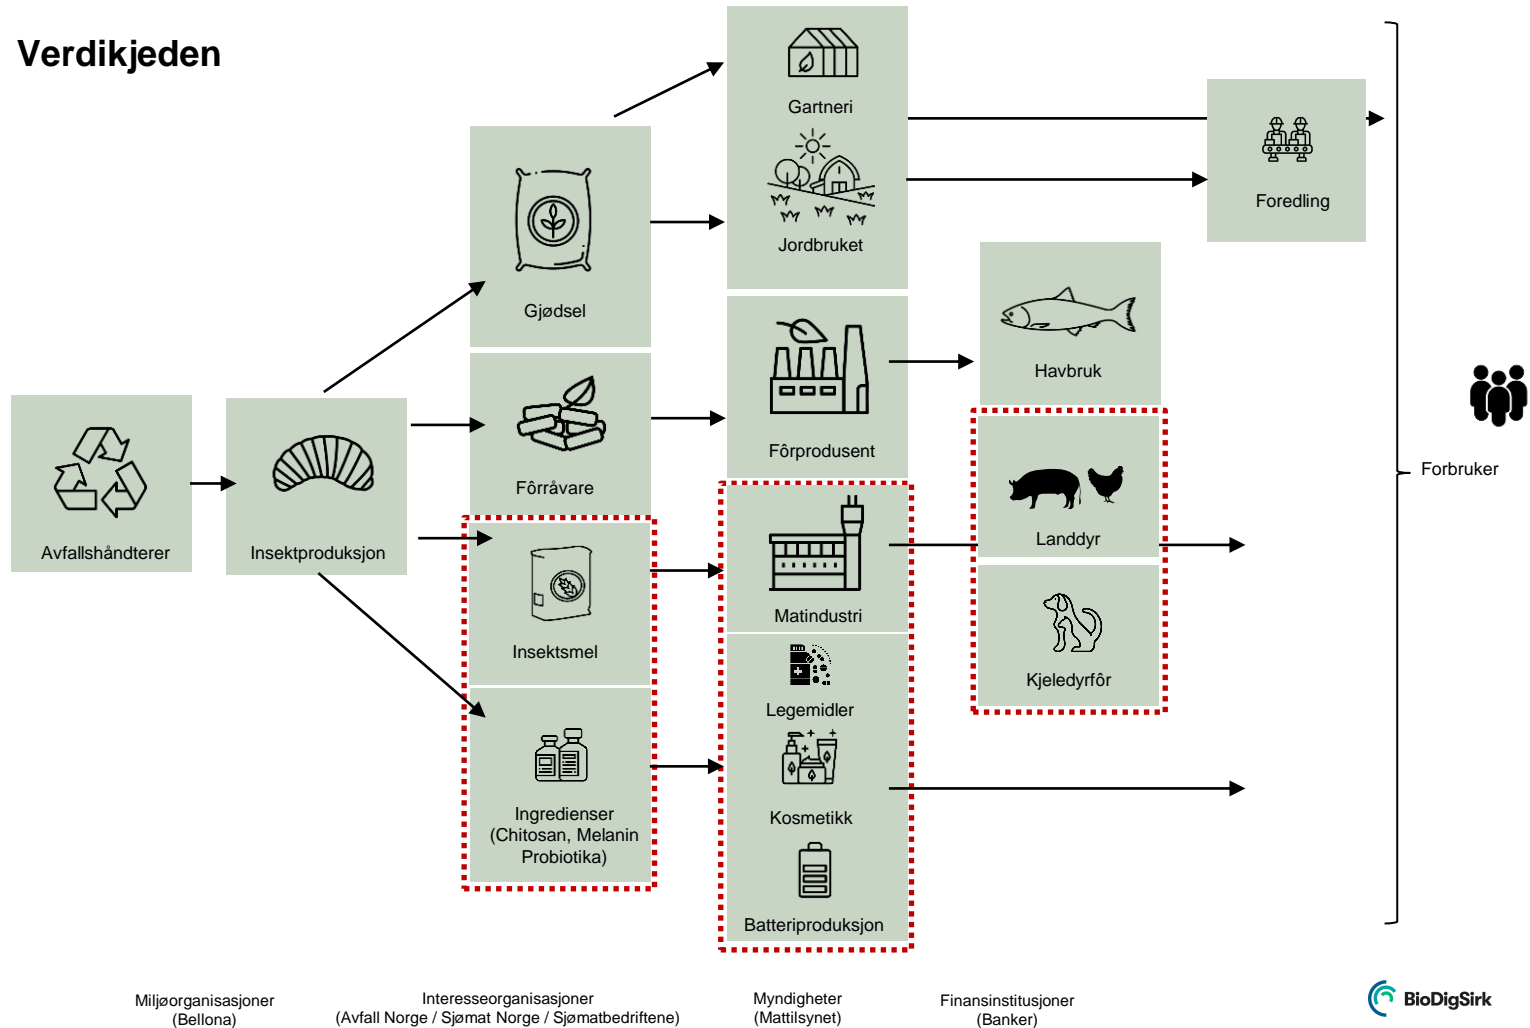 Verdikjeden
Gartneri
Jordbruket
Foredling
Gjødsel
Havbruk
Fôrprodusent
Fôrråvare
Forbruker
Avfallshåndterer
Insektproduksjon
Landdyr
Matindustri
Insektsmel
Kjeledyrfôr
Legemidler
Ingredienser
(Chitosan, Melanin
Probiotika)
Kosmetikk
Batteriproduksjon
Miljøorganisasjoner
(Bellona)
Interesseorganisasjoner
(Avfall Norge / Sjømat Norge / Sjømatbedriftene)
Myndigheter
(Mattilsynet)
Finansinstitusjoner
(Banker)
BioDigSirk